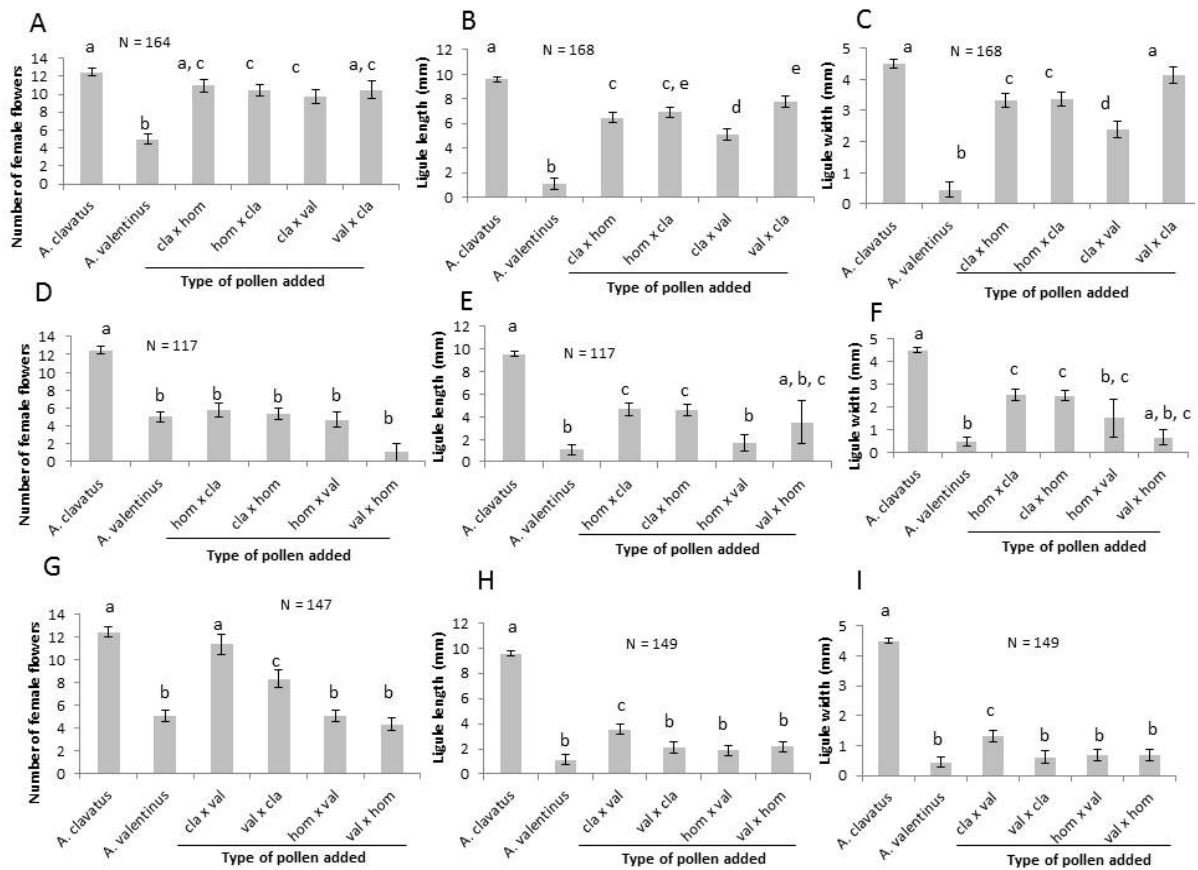 A
Number of female flowers
14
12
10
8
6
4
2
0
N = 164
a
b
a, c
c
c
a, c
A. clavatus
A. valentinus
cla x hom
hom x cla
cla x val
val x cla
Type of pollen added
B
Ligule length (mm)
12
10
8
6
4
2
0
N = 168
a
b
c
c, e
d
e
A. clavatus
A. valentinus
cla x hom
hom x cla
cla x val
val x cla
Type of pollen added
C
Ligule width (mm)
5
4
3
2
1
0
N = 168
a
b
c
c
d
a
A. clavatus
A. valentinus
cla x hom
hom x cla
cla x val
val x cla
Type of pollen added
D
Number of female flowers
14
12
10
8
6
4
2
0
N = 117
a
b
b
b
b
b
A. clavatus
A. valentinus
hom x cla
cla x hom
hom x val
val x hom
Type of pollen added
E
Ligule length (mm)
12
10
8
6
4
2
0
N = 117
a
b
c
c
b
a, b, c
A. clavatus
A. valentinus
hom x cla
cla x hom
hom x val
val x hom
Type of pollen added
F
Ligule width (mm)
5
4
3
2
1
0
a
b
c
c
b, c
a, b, c
A. clavatus
A. valentinus
hom x cla
cla x hom
hom x val
val x hom
Type of pollen added
G
Number of female flowers
14
12
10
8
6
4
2
0
N = 147
a
b
a
c
b
b
A. clavatus
A. valentinus
cla x val
val x cla
hom x val
val x hom
Type of pollen added
H
Ligule length (mm)
12
10
8
6
4
2
0
N = 149
a
b
c
b
b
b
A. clavatus
A. valentinus
cla x val
val x cla
hom x val
val x hom
Type of pollen added
I
Ligule width (mm)
5
4
3
2
1
0
N = 149
a
b
c
b
b
b
A. clavatus
A. valentinus
cla x val
val x cla
hom x val
val x hom
Type of pollen added